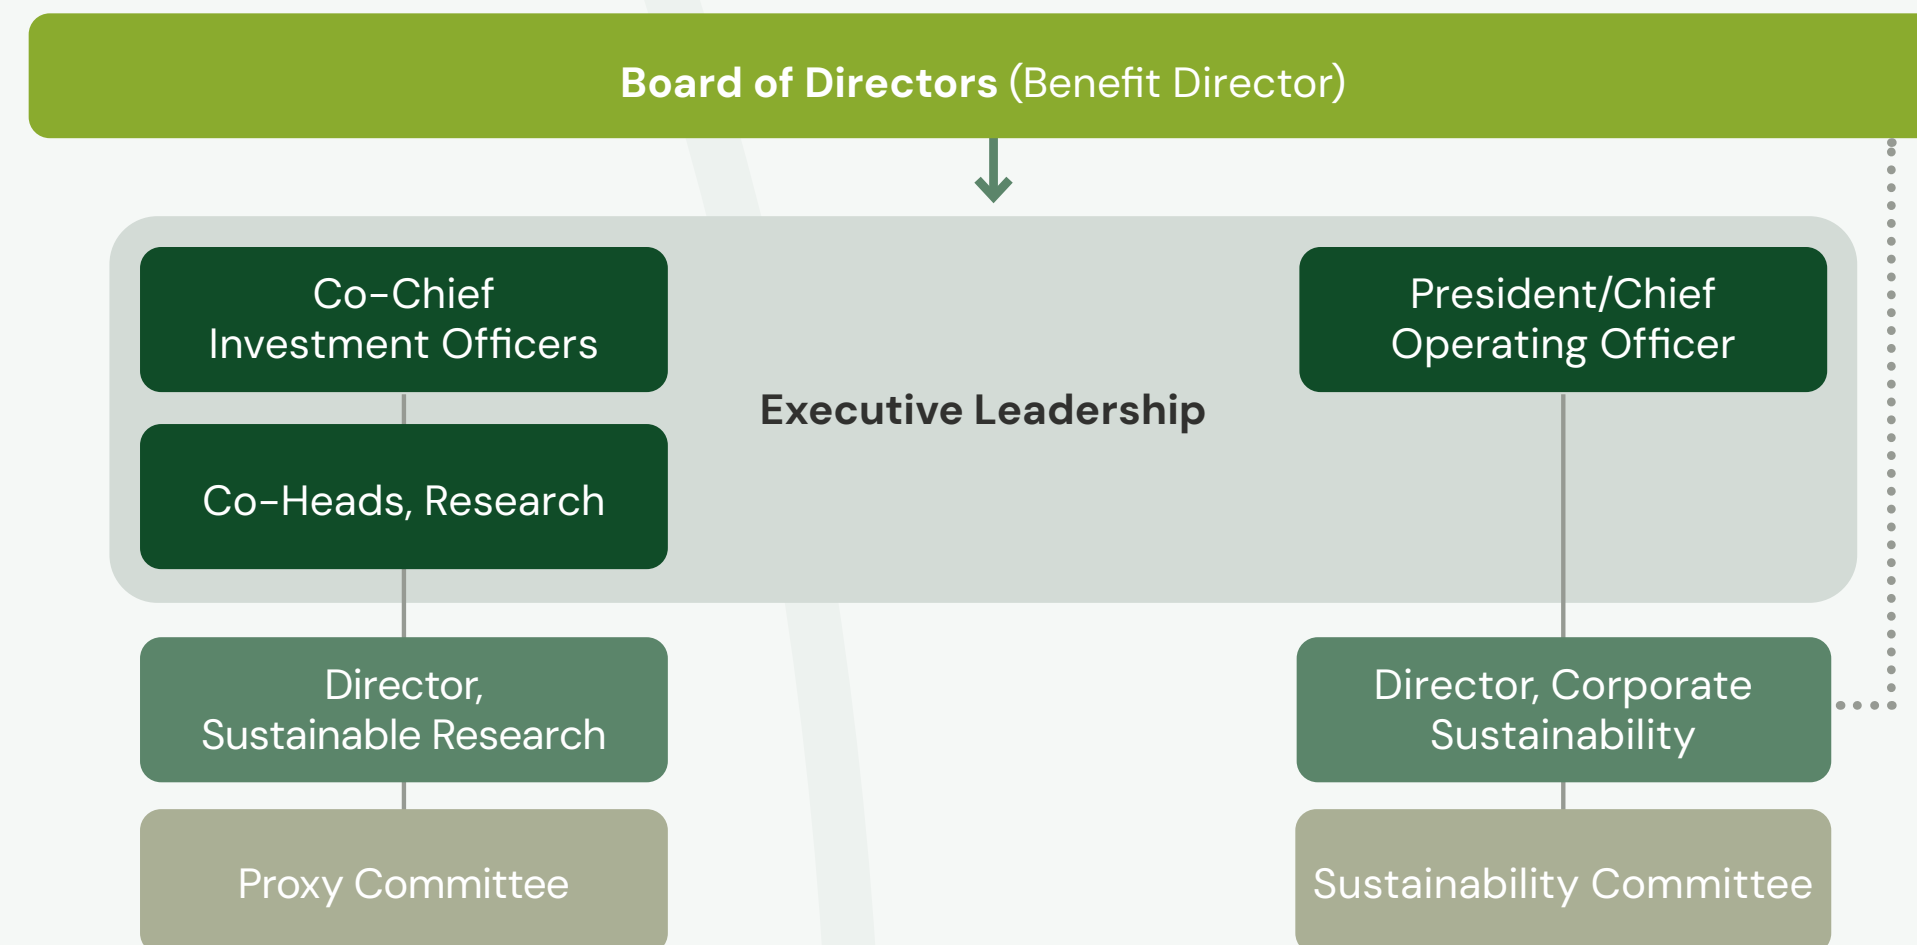 Board of Directors (Benefit Director)
Co-Chief
Investment Officers
President/Chief
Operating Officer
Executive Leadership
Co-Heads, Research
Director,
Sustainable Research
Director, Corporate
Sustainability
Proxy Committee
Sustainability Committee